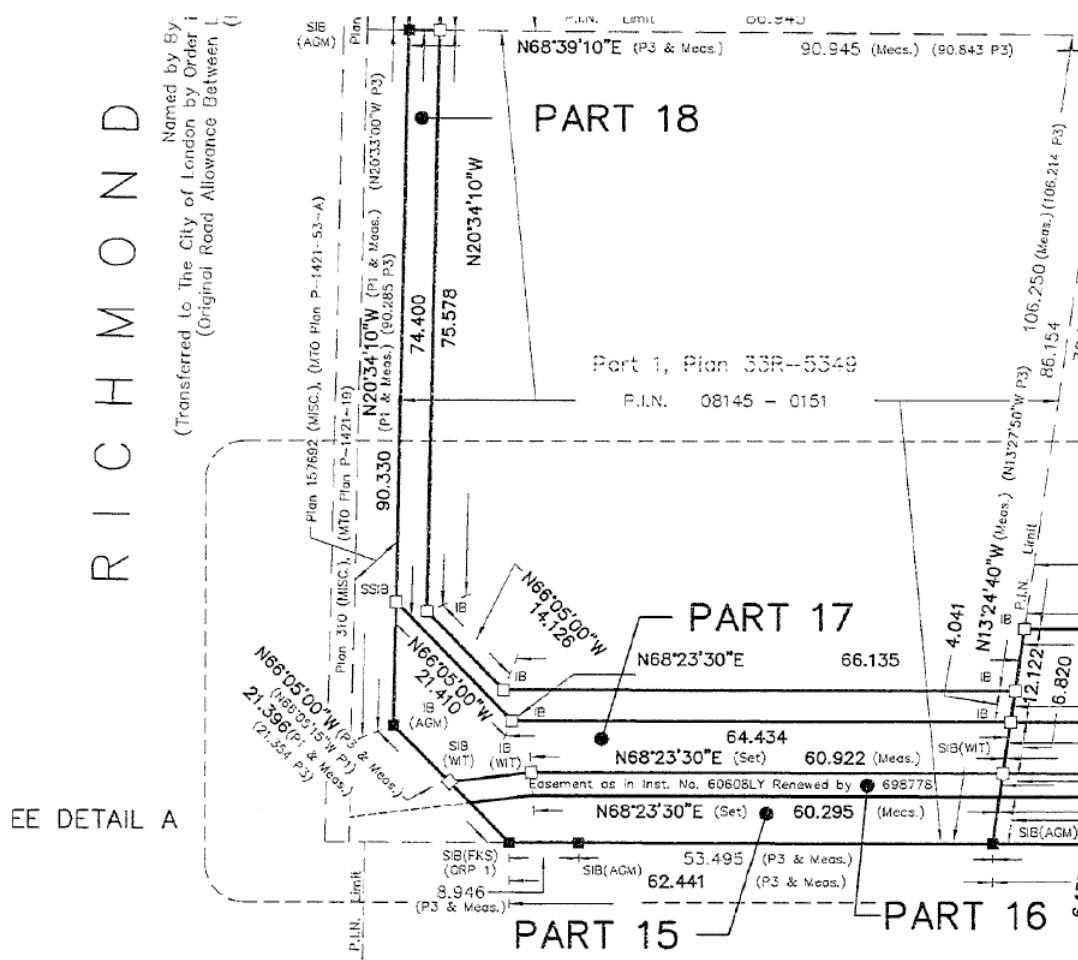 SIB
(AGM)
Plan
P.I.N. Limit
N68°39'10"E (P3 & Meas.)
90.945 (Meas.) (90.843 P3)
Named by By-
(Transferred to The City of London by Order i
(Original Road Allowance Between L
RICHMOND
PART 18
(N20°33'00"W P3)
N20°34'10"W
74.400
75.578
N20°34'10"W (P1 & Meas.)
90.330 (P1 & Meas.) (90.285 P3)
Plan 157692 (MISC.), (MTO Plan P-1421-53-A)
Plan 310 (MISC.), (MTO Plan P-1421-19)
106.250 (Meas.) (106.214 P3)
86.154
Part 1, Plan 33R--5349
P.I.N. 08145 - 0151
N13°24'40"W (Meas.) (N13°27'50"W P3)
P.I.N. Limit
SSIB
IB
N66°05'00"W
14.126
PART 17
N68°23'30"E
66.135
4.041
IB
IB
12.122
6.820
N66°05'00"W
21.410
IB
N66°05'00"W (P3 & Meas.)
(N66°05'15"W P1)
21.396 (P1 & Meas.)
(21.354 P3)
IB
(AGM)
IB
IB
64.434
SIB
(WIT)
IB
(WIT)
N68°23'30"E (Set)
60.922 (Meas.)
SIB(WIT)
Easement as in Inst. No. 60608LY Renewed by 698778
EE DETAIL A
N68°23'30"E (Set)
60.295 (Meas.)
SIB(AGM)
SIB(FKS)
(ORP 1)
SIB(AGM)
53.495 (P3 & Meas.)
62.441 (P3 & Meas.)
8.946
(P3 & Meas.)
P.I.N. Limit
PART 15
PART 16